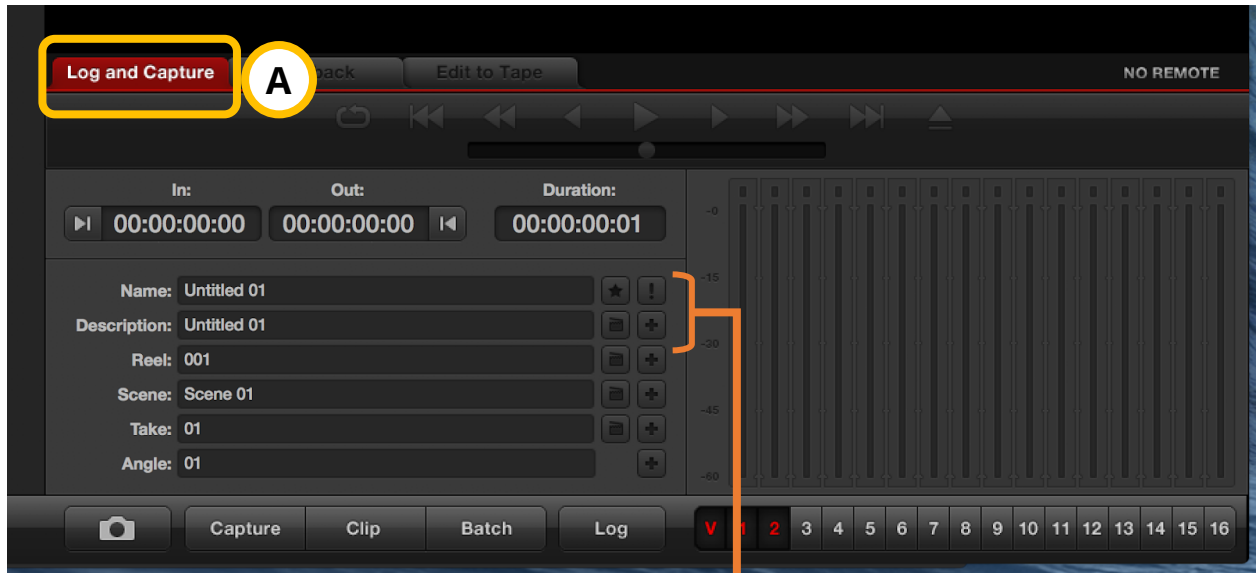 Log and Capture
A
back
Edit to Tape
NO REMOTE
In:
Out:
Duration:
00:00:00:00
00:00:00:00
00:00:00:01
Name: Untitled 01
Description: Untitled 01
Reel: 001
Scene: Scene 01
Take: 01
Angle: 01
-0
-15
-30
-45
-60
Capture
Clip
Batch
Log
V 1 2 3 4 5 6 7 8 9 10 11 12 13 14 15 16